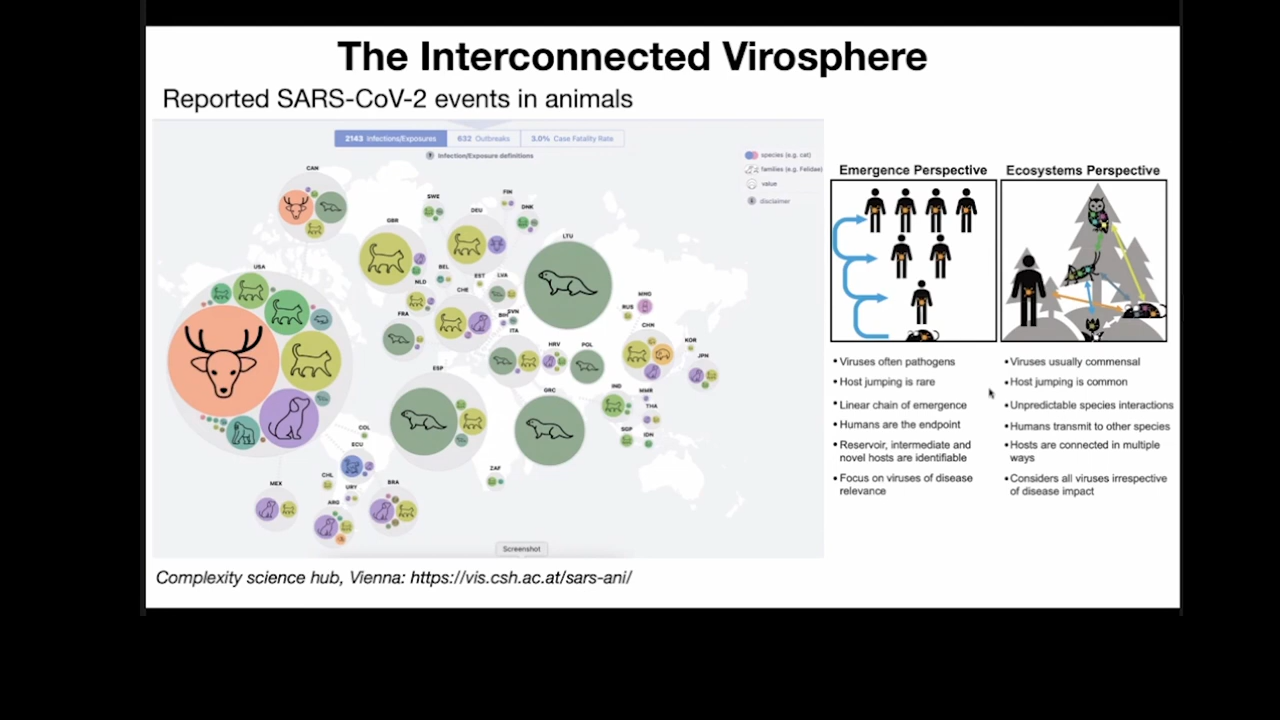 The Interconnected Virosphere
Reported SARS-CoV-2 events in animals
2143 Infections/Exposures
632 Outbreaks
3.0% Case Fatality Rate
Infection/Exposure definitions
species (e.g. cat)
families (e.g. Felidae)
value
disclaimer
CAN
SWE
FIN
DNK
GBR
DEU
LTU
USA
BEL
EST
LVA
NLD
CHE
FRA
SVN
BIH
ITA
RUS
MNG
CHN
HRV
POL
KOR
JPN
ESP
GRC
IND
MMR
THA
SGP
IDN
COL
ECU
ZAF
CHL
URY
MEX
ARG
BRA
Screenshot
Complexity science hub, Vienna: https://vis.csh.ac.at/sars-ani/
Emergence Perspective
• Viruses often pathogens
• Host jumping is rare
• Linear chain of emergence
• Humans are the endpoint
• Reservoir, intermediate and
novel hosts are identifiable
• Focus on viruses of disease
relevance
Ecosystems Perspective
• Viruses usually commensal
• Host jumping is common
• Unpredictable species interactions
• Humans transmit to other species
• Hosts are connected in multiple
ways
• Considers all viruses irrespective
of disease impact